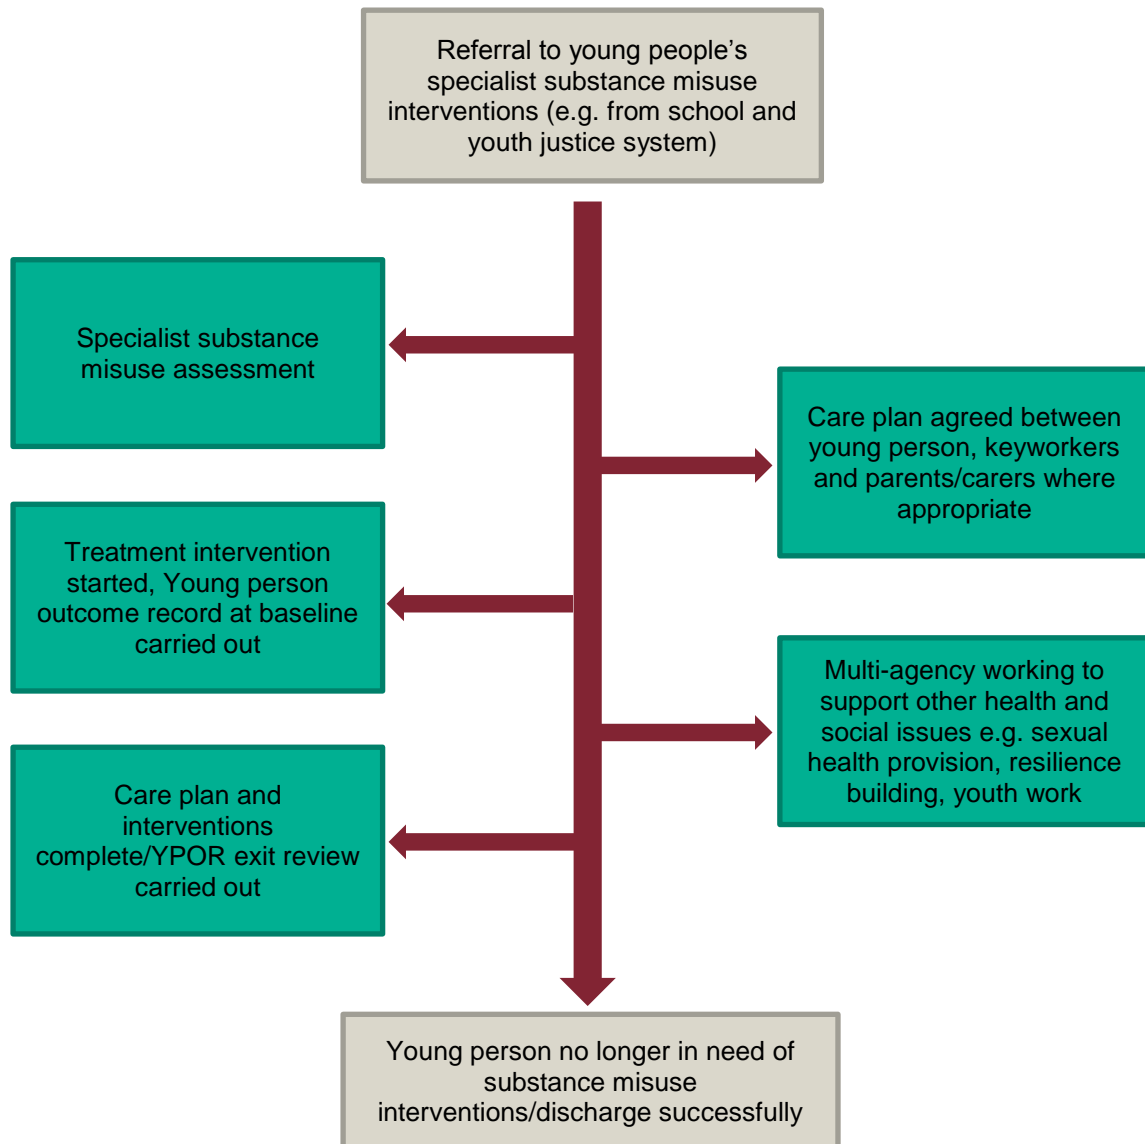 Referral to young people’s
specialist substance misuse
interventions (e.g. from school and
youth justice system)
Specialist substance
misuse assessment
Care plan agreed between
young person, keyworkers
and parents/carers where
appropriate
Treatment intervention
started, Young person
outcome record at baseline
carried out
Multi-agency working to
support other health and
social issues e.g. sexual
health provision, resilience
building, youth work
Care plan and
interventions
complete/YPOR exit review
carried out
Young person no longer in need of
substance misuse
interventions/discharge successfully